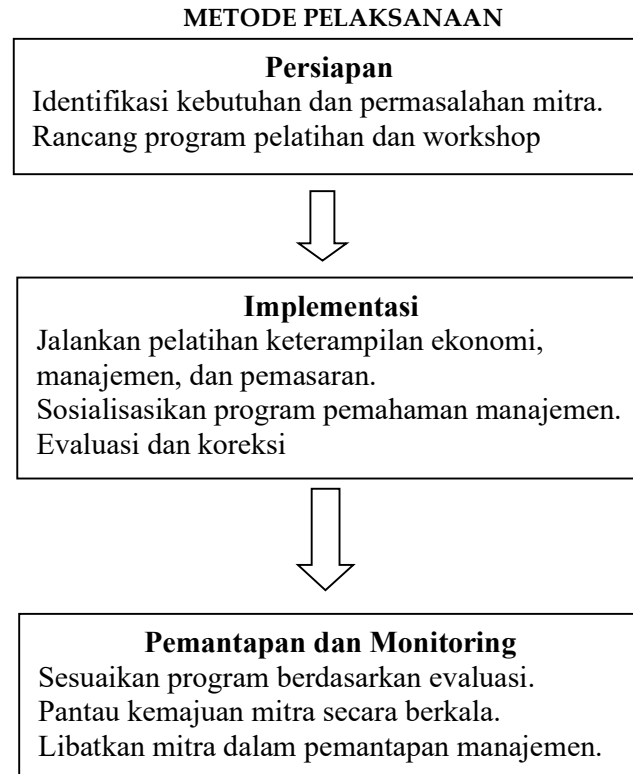 METODE PELAKSANAAN
Persiapan
Identifikasi kebutuhan dan permasalahan mitra.
Rancang program pelatihan dan workshop
Implementasi
Jalankan pelatihan keterampilan ekonomi,
manajemen, dan pemasaran.
Sosialisasikan program pemahaman manajemen.
Evaluasi dan koreksi
Pemantapan dan Monitoring
Sesuaikan program berdasarkan evaluasi.
Pantau kemajuan mitra secara berkala.
Libatkan mitra dalam pemantapan manajemen.